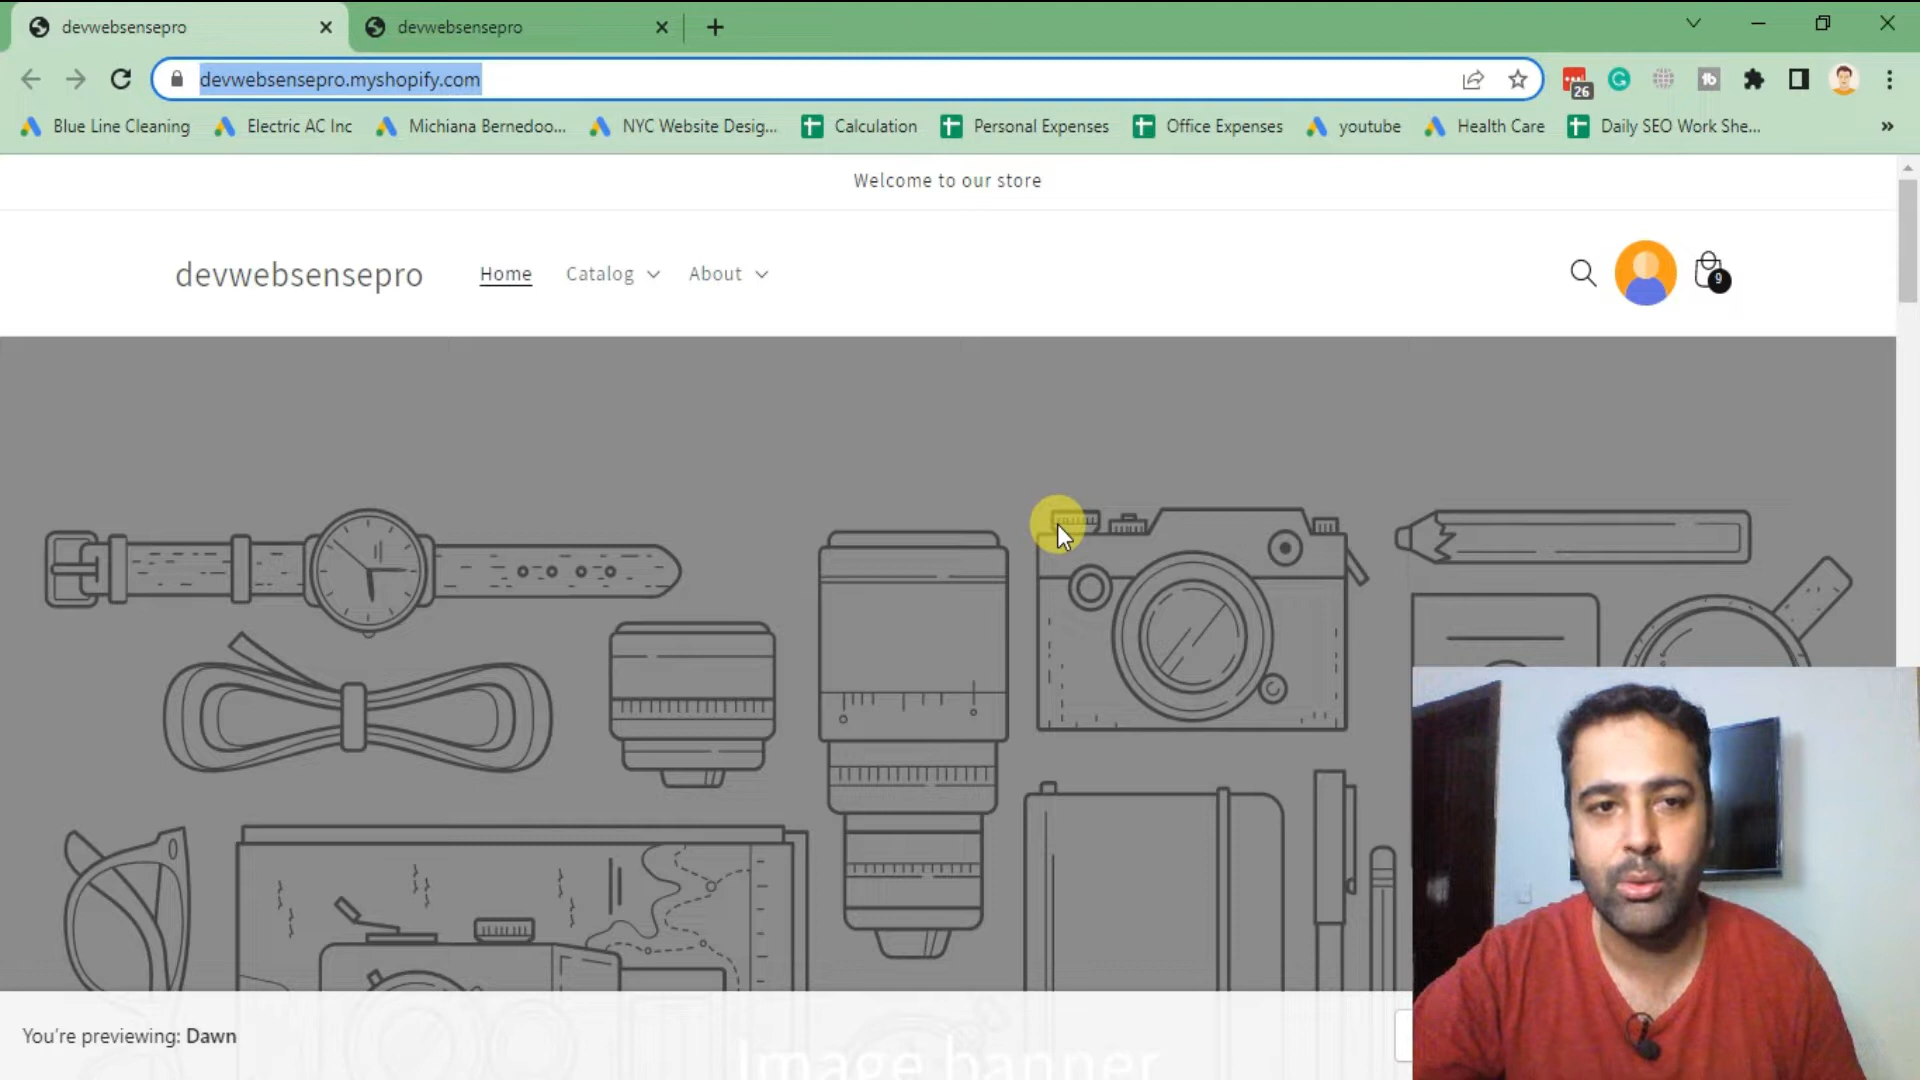 devwebsensepro
devwebsensepro
devwebsensepro.myshopify.com
26
Blue Line Cleaning
Electric AC Inc
Michiana Bernedoo...
NYC Website Desig...
Calculation
Personal Expenses
Office Expenses
youtube
Health Care
Daily SEO Work She...
Welcome to our store
devwebsensepro
Home
Catalog
About
9
You're previewing: Dawn
Image banner